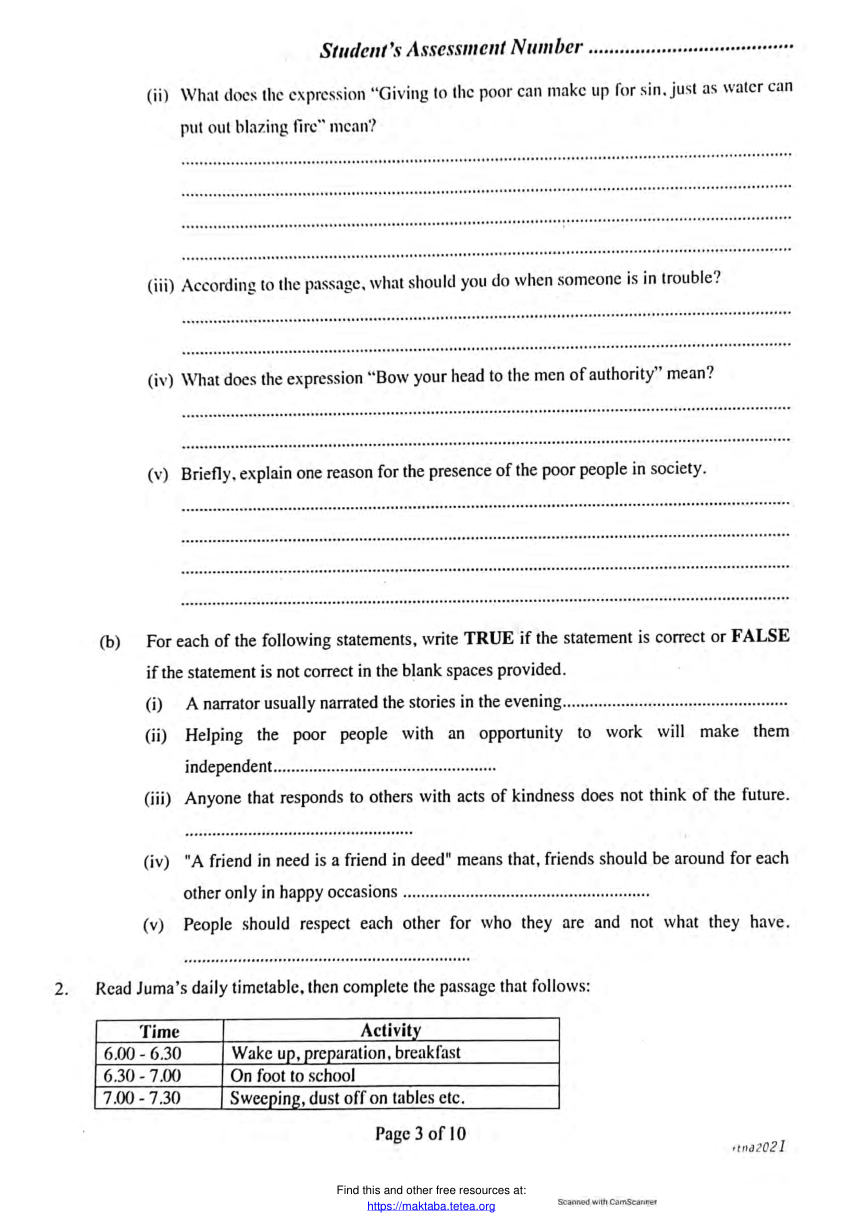 Student's Assessment Number ......................................
(ii) What does the expression “Giving to the poor can make up for sin, just as water can
put out blazing fire” mean?
..............................................................................................................................
..............................................................................................................................
..............................................................................................................................
..............................................................................................................................
(iii) According to the passage, what should you do when someone is in trouble?
..............................................................................................................................
..............................................................................................................................
(iv) What does the expression “Bow your head to the men of authority” mean?
..............................................................................................................................
..............................................................................................................................
(v) Briefly, explain one reason for the presence of the poor people in society.
..............................................................................................................................
..............................................................................................................................
..............................................................................................................................
..............................................................................................................................
(b) For each of the following statements, write TRUE if the statement is correct or FALSE
if the statement is not correct in the blank spaces provided.
(i) A narrator usually narrated the stories in the evening..................................................
(ii) Helping the poor people with an opportunity to work will make them
independent.................................................
(iii) Anyone that responds to others with acts of kindness does not think of the future.
..................................................
(iv) "A friend in need is a friend in deed" means that, friends should be around for each
other only in happy occasions ......................................................
(v) People should respect each other for who they are and not what they have.
..............................................................
2. Read Juma's daily timetable, then complete the passage that follows:
Time Activity
6.00 - 6.30 Wake up, preparation, breakfast
6.30 - 7.00 On foot to school
7.00 - 7.30 Sweeping, dust off on tables etc.
Page 3 of 10
ftna2021
Find this and other free resources at:
https://maktaba.tetea.org
Scanned with CamScanner